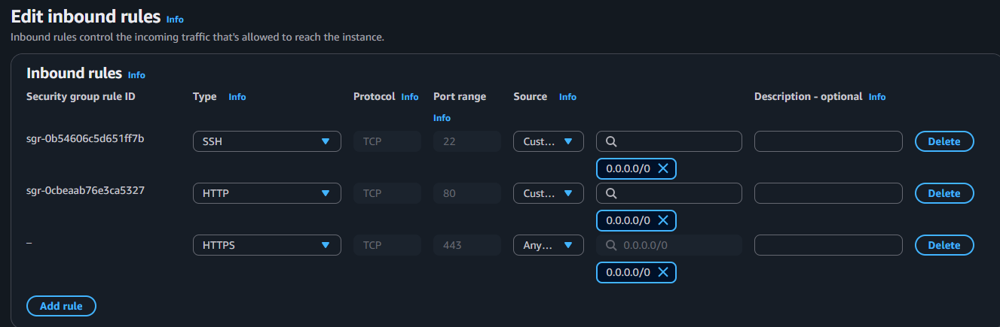 Edit inbound rules Info
Inbound rules control the incoming traffic that's allowed to reach the instance.
Inbound rules Info
Security group rule ID Type Info Protocol Info Port range Info Source Info Description - optional Info
sgr-0b54606c5d651ff7b SSH TCP 22 Cust... Delete
0.0.0.0/0
sgr-0cbeaab76e3ca5327 HTTP TCP 80 Cust... Delete
0.0.0.0/0
– HTTPS TCP 443 Any... 0.0.0.0/0 Delete
0.0.0.0/0
Add rule